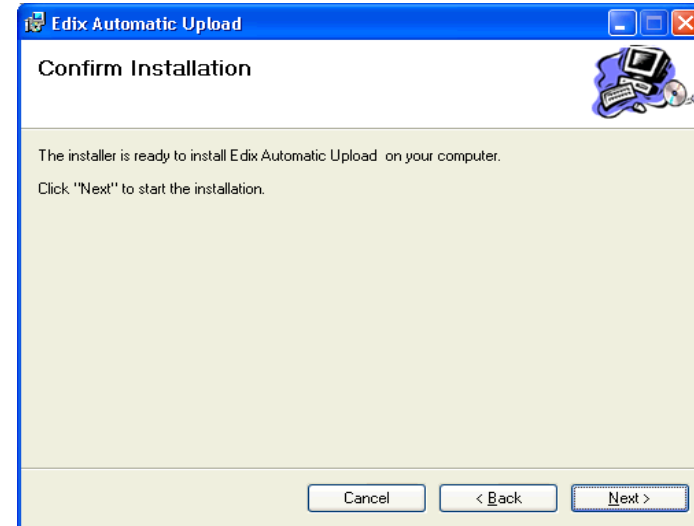 Edix Automatic Upload
Confirm Installation
The installer is ready to install Edix Automatic Upload  on your computer.
Click "Next" to start the installation.
Cancel
< Back
Next >